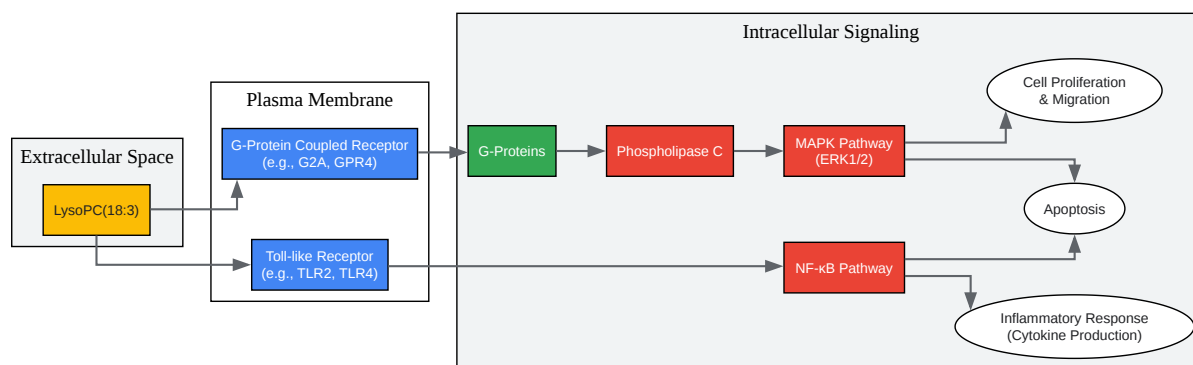 Extracellular Space
LysoPC(18:3)
Plasma Membrane
G-Protein Coupled Receptor
(e.g., G2A, GPR4)
Toll-like Receptor
(e.g., TLR2, TLR4)
Intracellular Signaling
G-Proteins
Phospholipase C
MAPK Pathway
(ERK1/2)
NF-κB Pathway
Cell Proliferation
& Migration
Apoptosis
Inflammatory Response
(Cytokine Production)